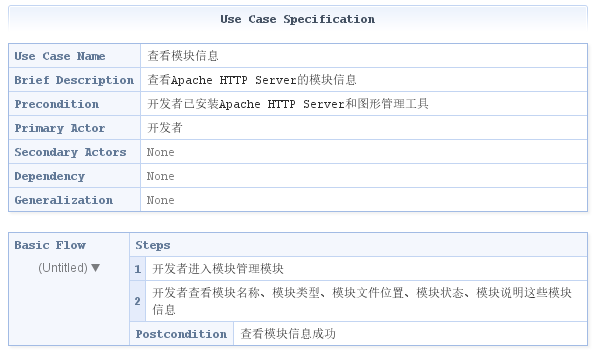 Use Case Specification
Use Case Name 查看模块信息
Brief Description 查看Apache HTTP Server的模块信息
Precondition 开发者已安装Apache HTTP Server和图形管理工具
Primary Actor 开发者
Secondary Actors None
Dependency None
Generalization None
Basic Flow Steps
(Untitled) ▼
1 开发者进入模块管理模块
2 开发者查看模块名称、模块类型、模块文件位置、模块状态、模块说明这些模块
信息
Postcondition 查看模块信息成功